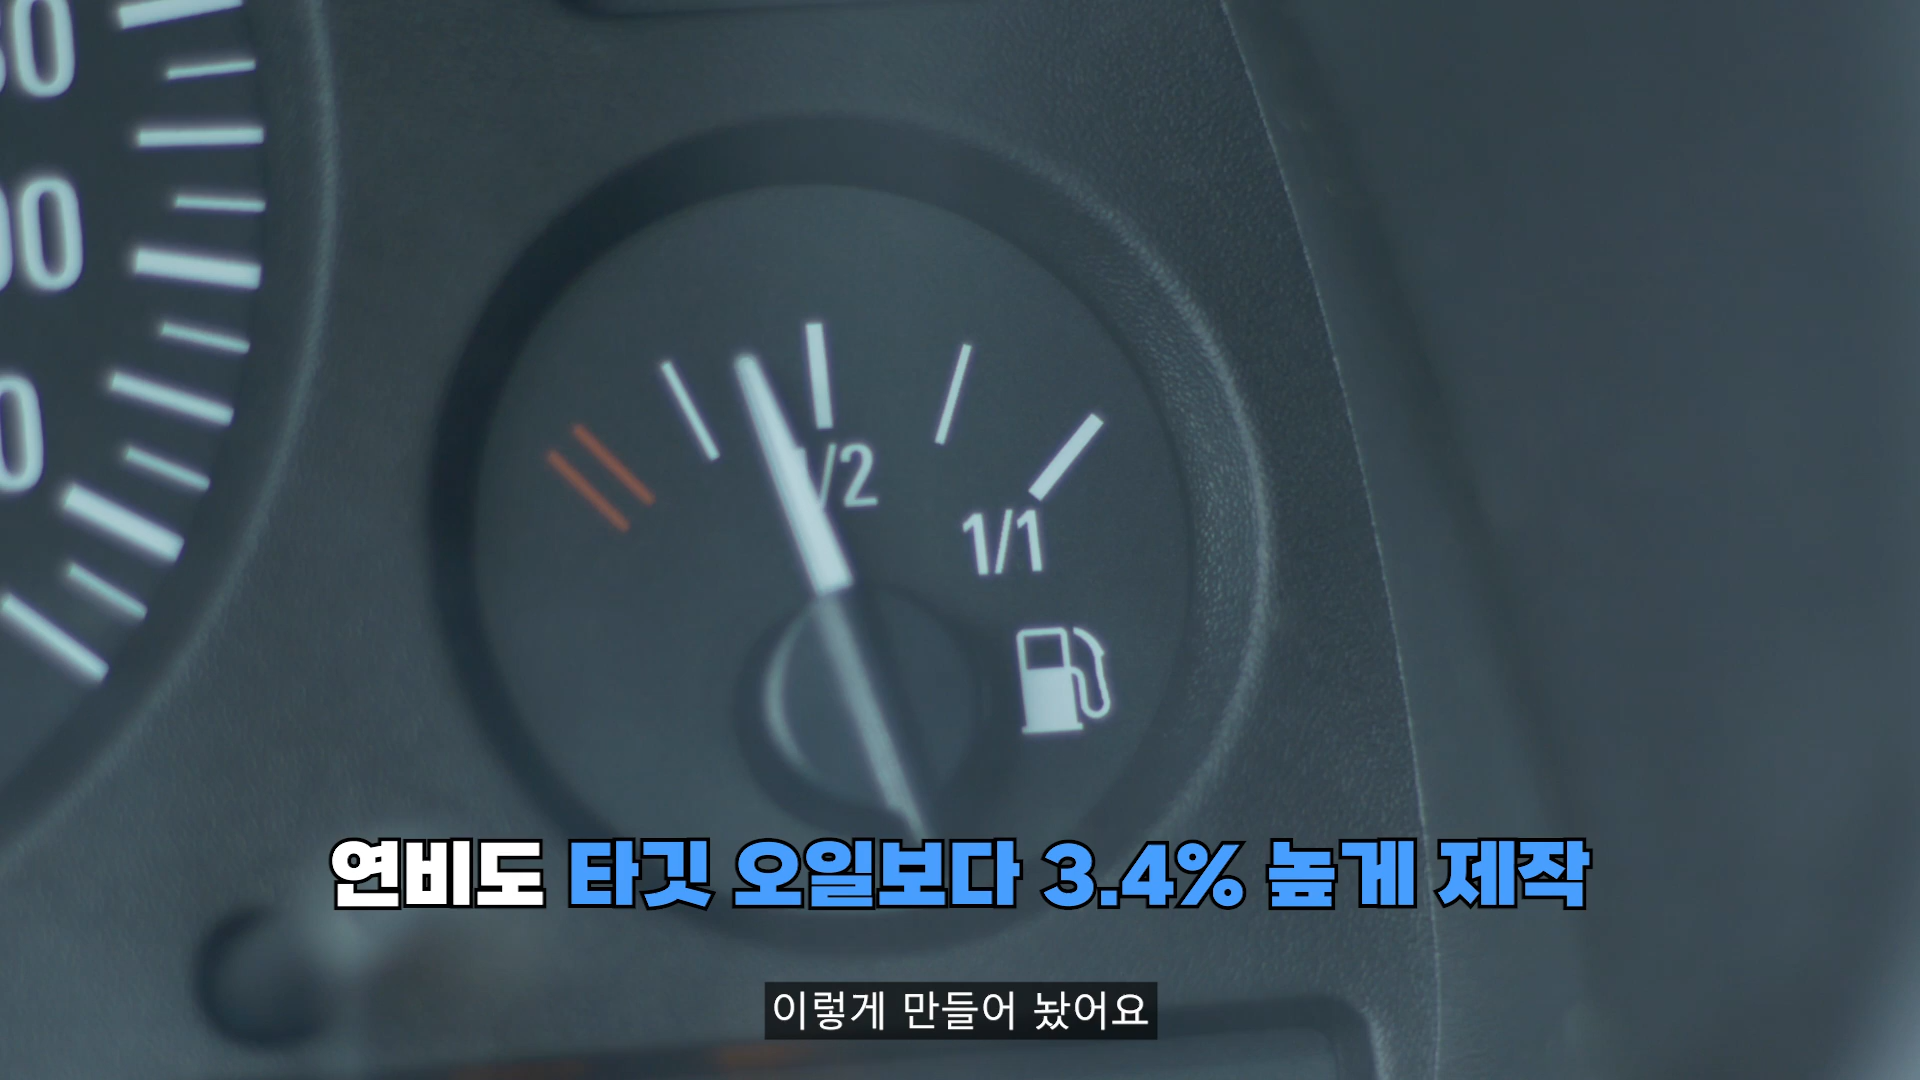 /2
1/1
연비도 타깃 오일보다 3.4% 높게 제작
이렇게 만들어 놨어요